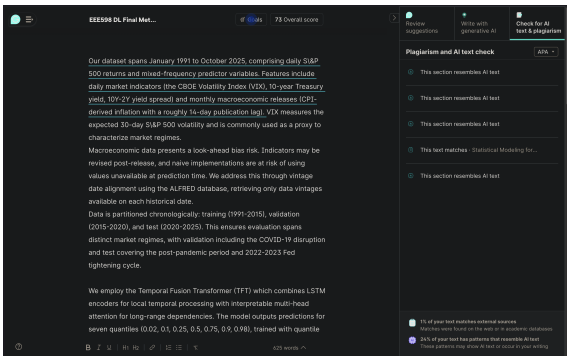 EEE598 DL Final Met...
Goals
73 Overall score
Review suggestions
Write with generative AI
Check for AI text & plagiarism
Plagiarism and AI text check
APA
This section resembles AI text
This section resembles AI text
This section resembles AI text
This text matches · Statistical Modeling for...
This section resembles AI text
Our dataset spans January 1991 to October 2025, comprising daily S\&P
500 returns and mixed-frequency predictor variables. Features include
daily market indicators (the CBOE Volatility Index (VIX), 10-year Treasury
yield, 10Y-2Y yield spread) and monthly macroeconomic releases (CPI-
derived inflation with a roughly 14-day publication lag). VIX measures the
expected 30-day S\&P 500 volatility and is commonly used as a proxy to
characterize market regimes.
Macroeconomic data presents a look-ahead bias risk. Indicators may be
revised post-release, and naive implementations are at risk of using
values unavailable at prediction time. We address this through vintage
date alignment using the ALFRED database, retrieving only data vintages
available on each historical date.
Data is partitioned chronologically: training (1991-2015), validation
(2015-2020), and test (2020-2025). This ensures evaluation spans
distinct market regimes, with validation including the COVID-19 disruption
and test covering the post-pandemic period and 2022-2023 Fed
tightening cycle.
We employ the Temporal Fusion Transformer (TFT) which combines LSTM
encoders for local temporal processing with interpretable multi-head
attention for long-range dependencies. The model outputs predictions for
seven quantiles (0.02, 0.1, 0.25, 0.5, 0.75, 0.9, 0.98), trained with quantile
B I U H1 H2
625 words
1% of your text matches external sources
Matches were found on the web or in academic databases
24% of your text has patterns that resemble AI text
These patterns may show AI text or occur in your writing